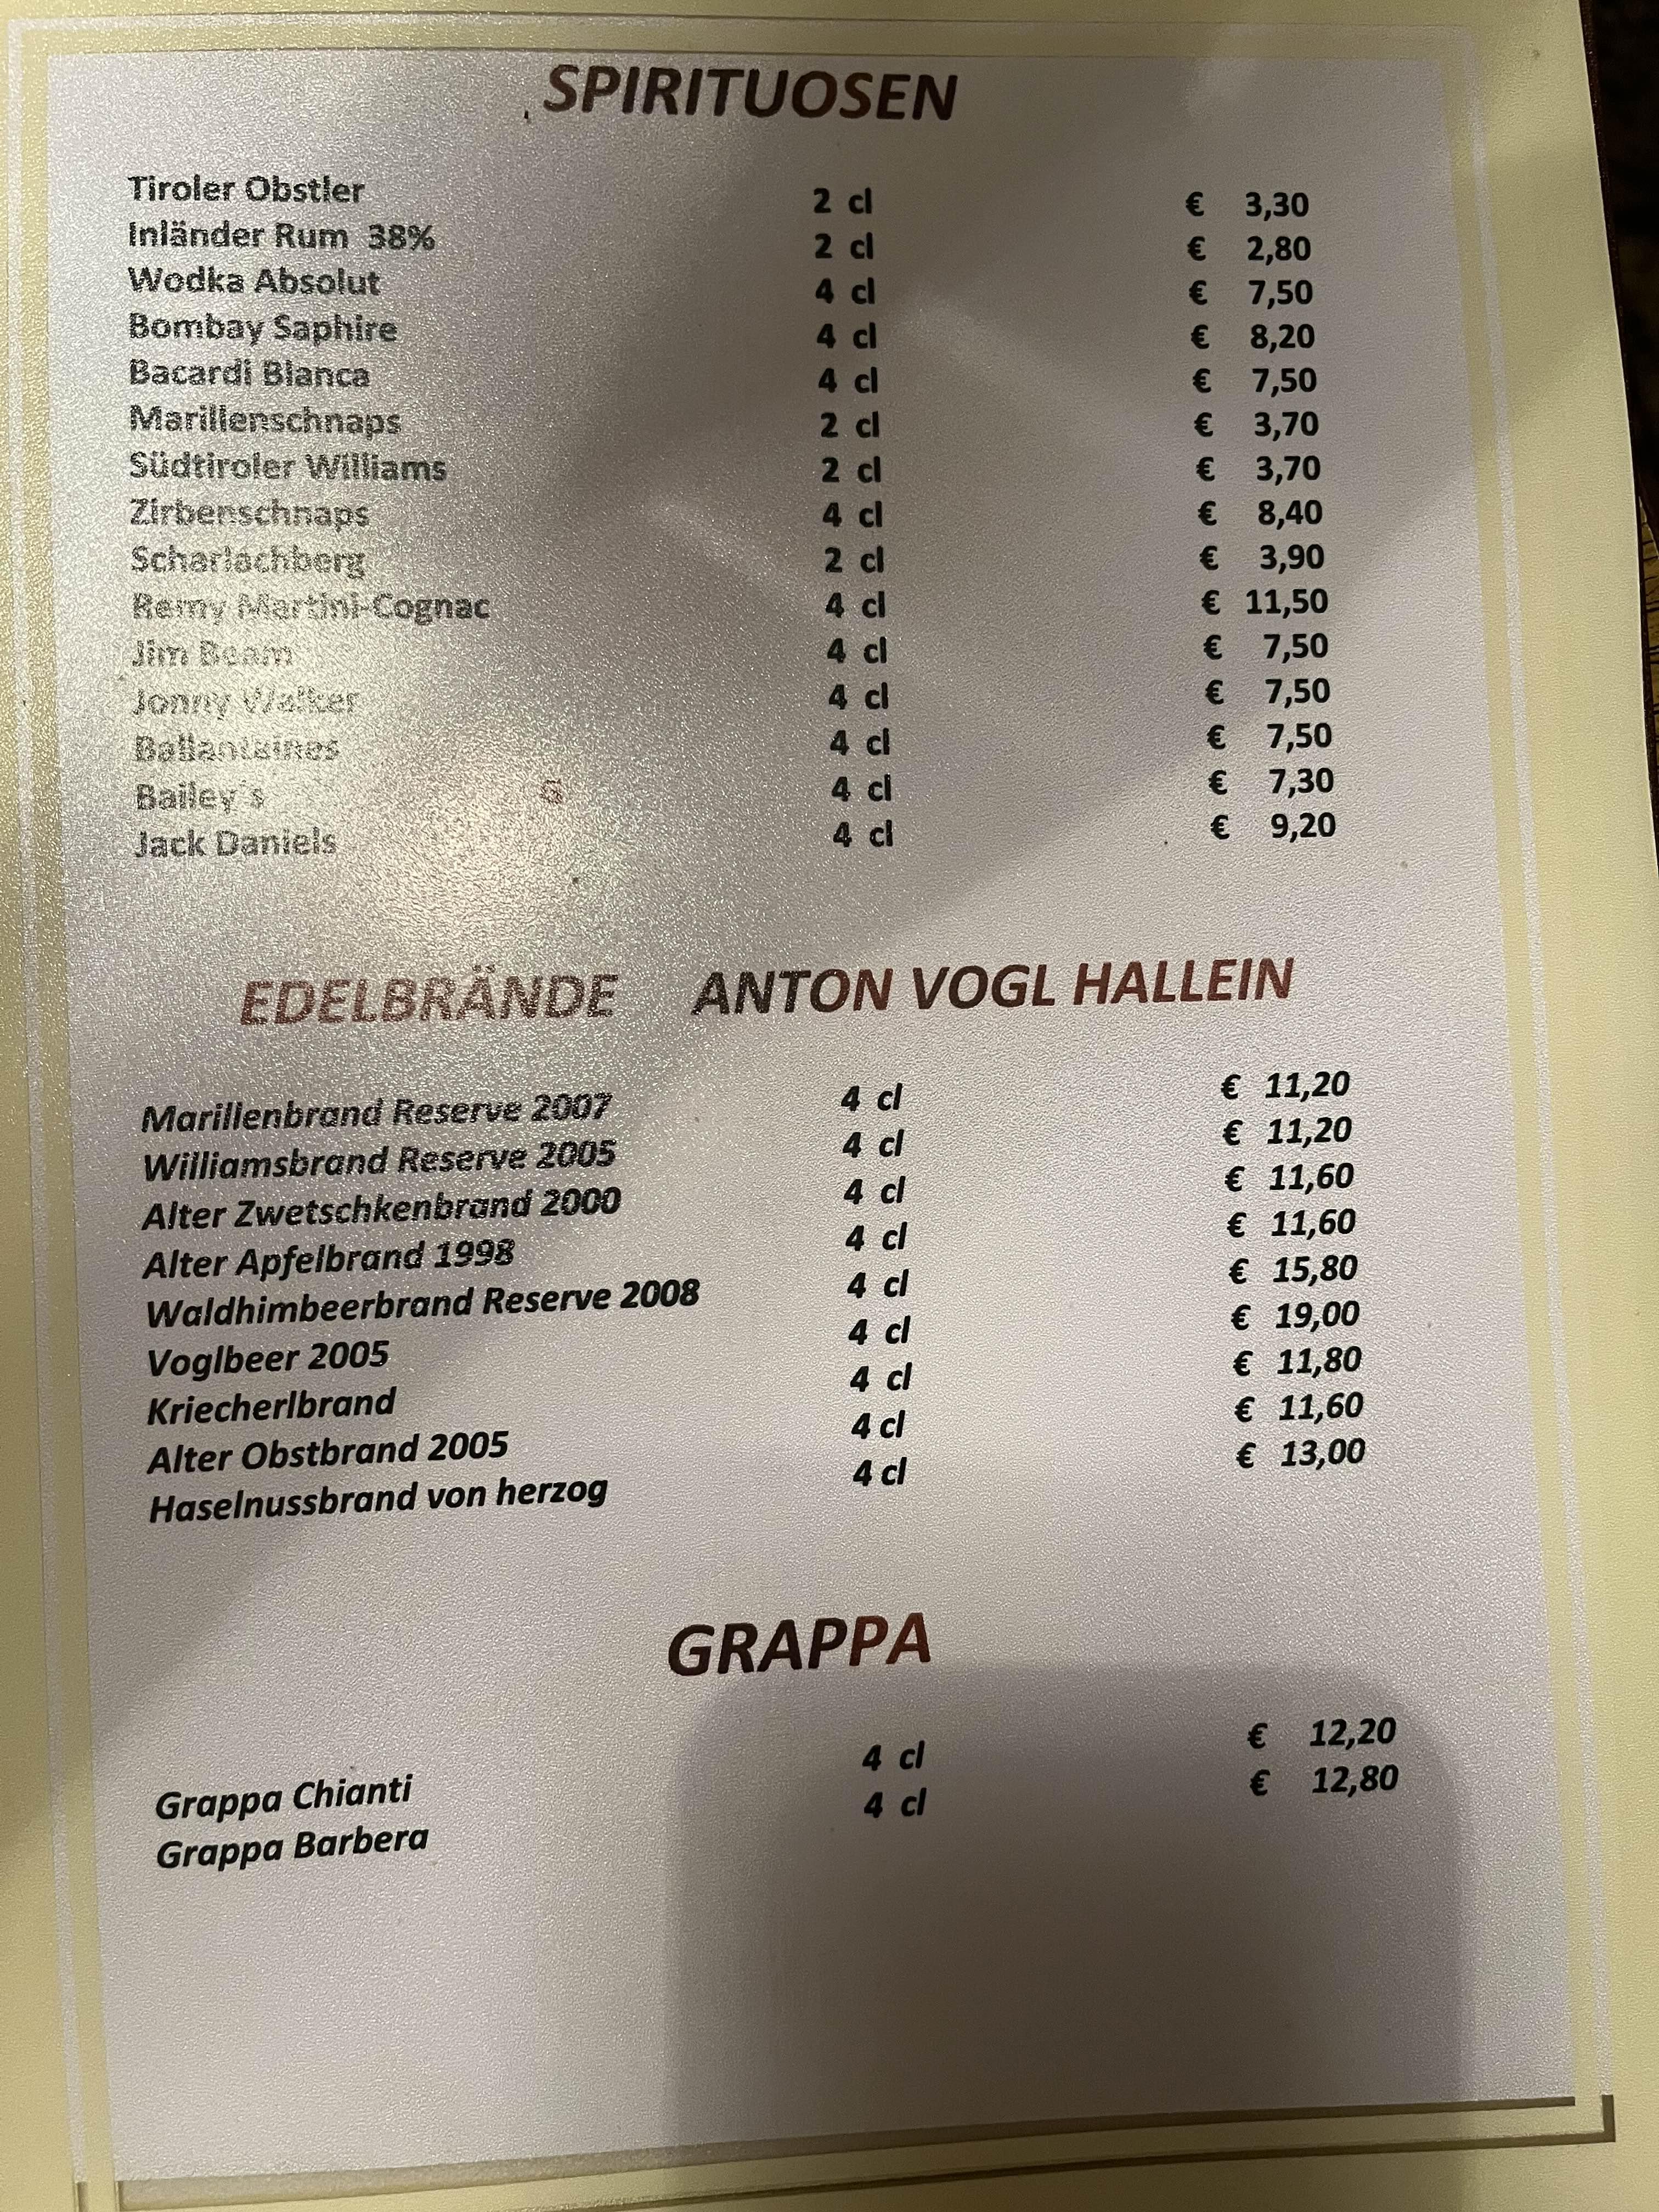 SPIRITUOSEN
Tiroler Obstler 2 cl € 3,30
Inländer Rum 38% 2 cl € 2,80
Wodka Absolut 4 cl € 7,50
Bombay Saphire 4 cl € 8,20
Bacardi Blanca 4 cl € 7,50
Marillenschnaps 2 cl € 3,70
Südtiroler Williams 2 cl € 3,70
Zirbenschnaps 4 cl € 8,40
Scharlachberg 2 cl € 3,90
Remy Martini-Cognac 4 cl € 11,50
Jim Beam 4 cl € 7,50
Jonny Walker 4 cl € 7,50
Ballantaines 4 cl € 7,50
Bailey´s G 4 cl € 7,30
Jack Daniels 4 cl € 9,20
EDELBRÄNDE ANTON VOGL HALLEIN
Marillenbrand Reserve 2007 4 cl € 11,20
Williamsbrand Reserve 2005 4 cl € 11,20
Alter Zwetschkenbrand 2000 4 cl € 11,60
Alter Apfelbrand 1998 4 cl € 11,60
Waldhimbeerbrand Reserve 2008 4 cl € 15,80
Voglbeer 2005 4 cl € 19,00
Kriecherlbrand 4 cl € 11,80
Alter Obstbrand 2005 4 cl € 11,60
Haselnussbrand von herzog 4 cl € 13,00
GRAPPA
Grappa Chianti 4 cl € 12,20
Grappa Barbera 4 cl € 12,80